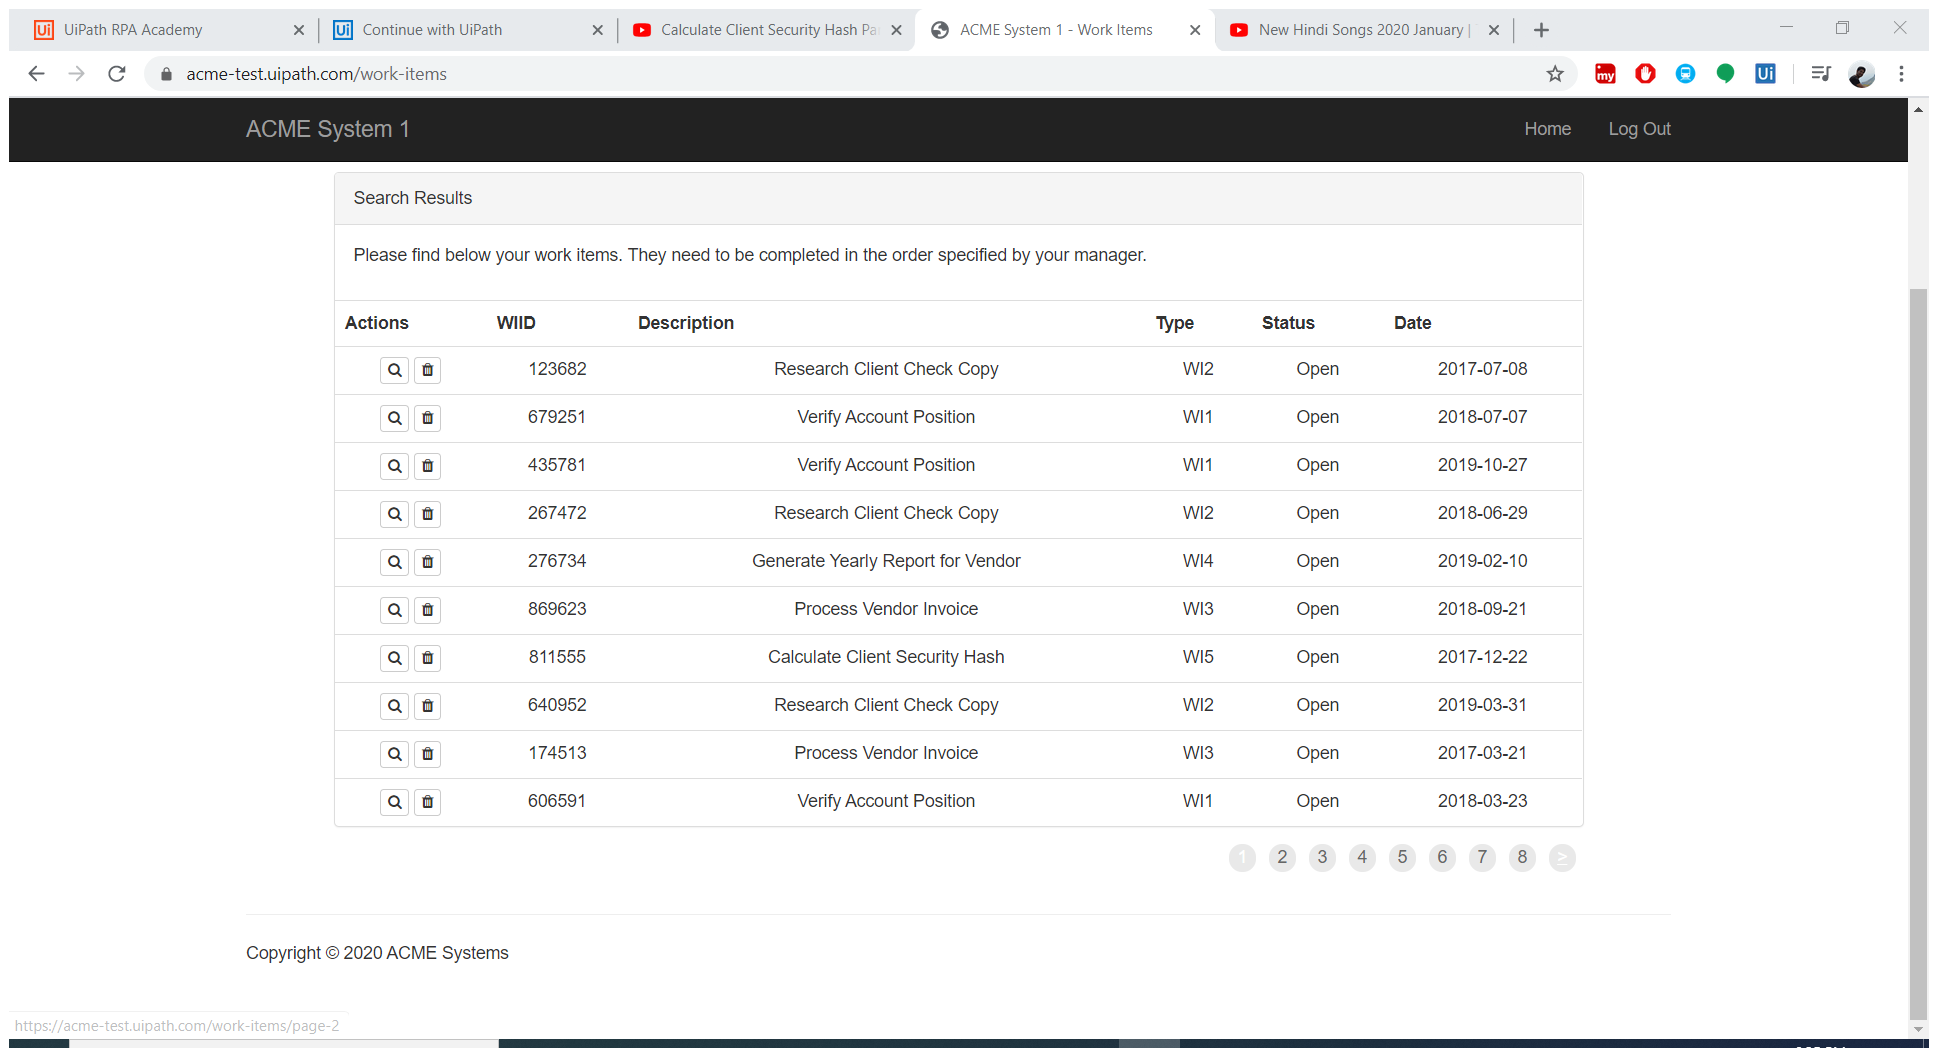 UiPath RPA Academy
Continue with UiPath
Calculate Client Security Hash Pa
ACME System 1 - Work Items
New Hindi Songs 2020 January |
acme-test.uipath.com/work-items
my
Ui
ACME System 1
Home
Log Out
Search Results
Please find below your work items. They need to be completed in the order specified by your manager.
Actions WIID Description Type Status Date
123682 Research Client Check Copy WI2 Open 2017-07-08
679251 Verify Account Position WI1 Open 2018-07-07
435781 Verify Account Position WI1 Open 2019-10-27
267472 Research Client Check Copy WI2 Open 2018-06-29
276734 Generate Yearly Report for Vendor WI4 Open 2019-02-10
869623 Process Vendor Invoice WI3 Open 2018-09-21
811555 Calculate Client Security Hash WI5 Open 2017-12-22
640952 Research Client Check Copy WI2 Open 2019-03-31
174513 Process Vendor Invoice WI3 Open 2017-03-21
606591 Verify Account Position WI1 Open 2018-03-23
1 2 3 4 5 6 7 8 >
Copyright © 2020 ACME Systems
https://acme-test.uipath.com/work-items/page-2